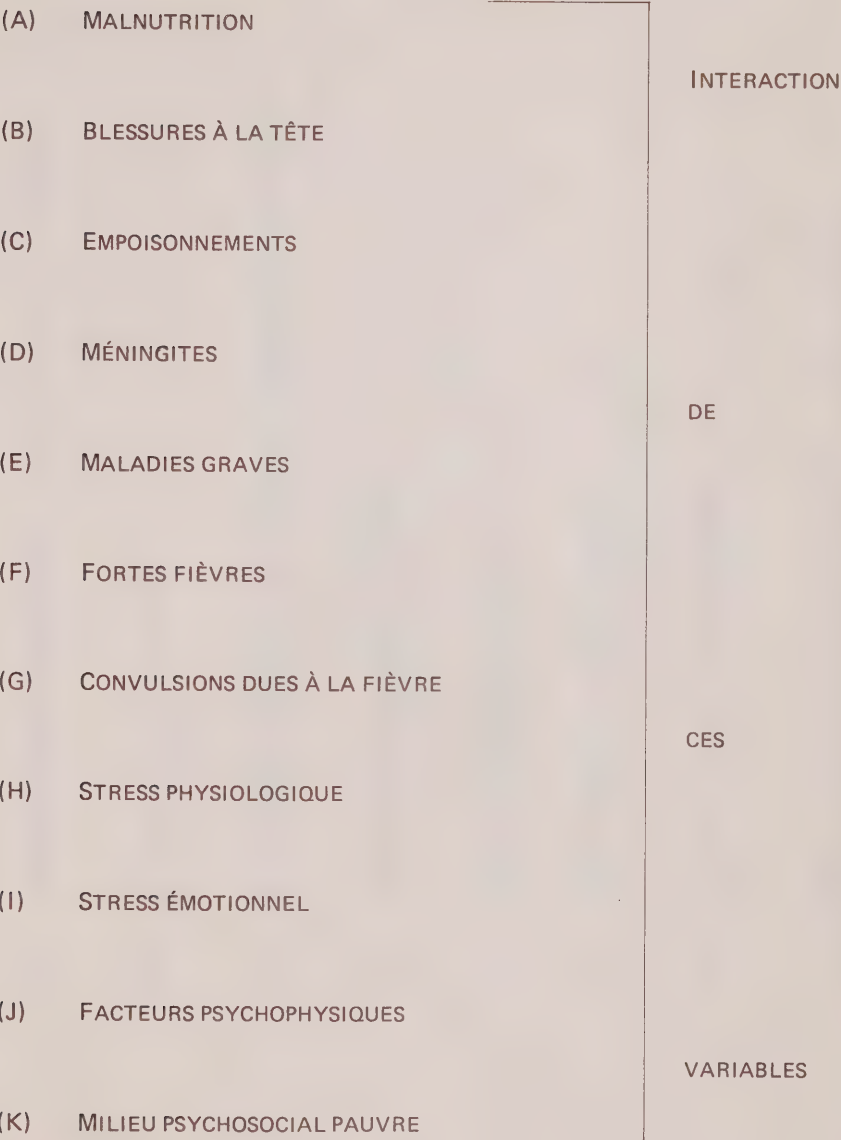 (A) MALNUTRITION
INTERACTION
(B) BLESSURES À LA TÊTE
(C) EMPOISONNEMENTS
(D) MÉNINGITES
DE
(E) MALADIES GRAVES
(F) FORTES FIÈVRES
(G) CONVULSIONS DUES À LA FIÈVRE
CES
(H) STRESS PHYSIOLOGIQUE
(I) STRESS ÉMOTIONNEL
(J) FACTEURS PSYCHOPHYSIQUES
VARIABLES
(K) MILIEU PSYCHOSOCIAL PAUVRE